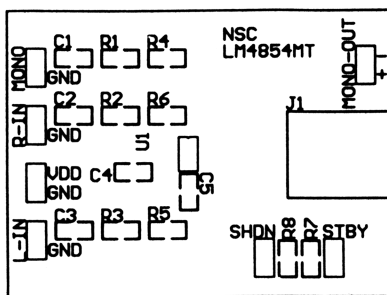 C1 R1 R4
NSC
LM4854MT
MONO
GND
MONO-OUT
-
+
C2 R2 R6
R-IN
GND
J1
U1
VDD
GND
C4
C5
C3 R3 R5
L-IN
GND
SHDN R8 R7 STBY